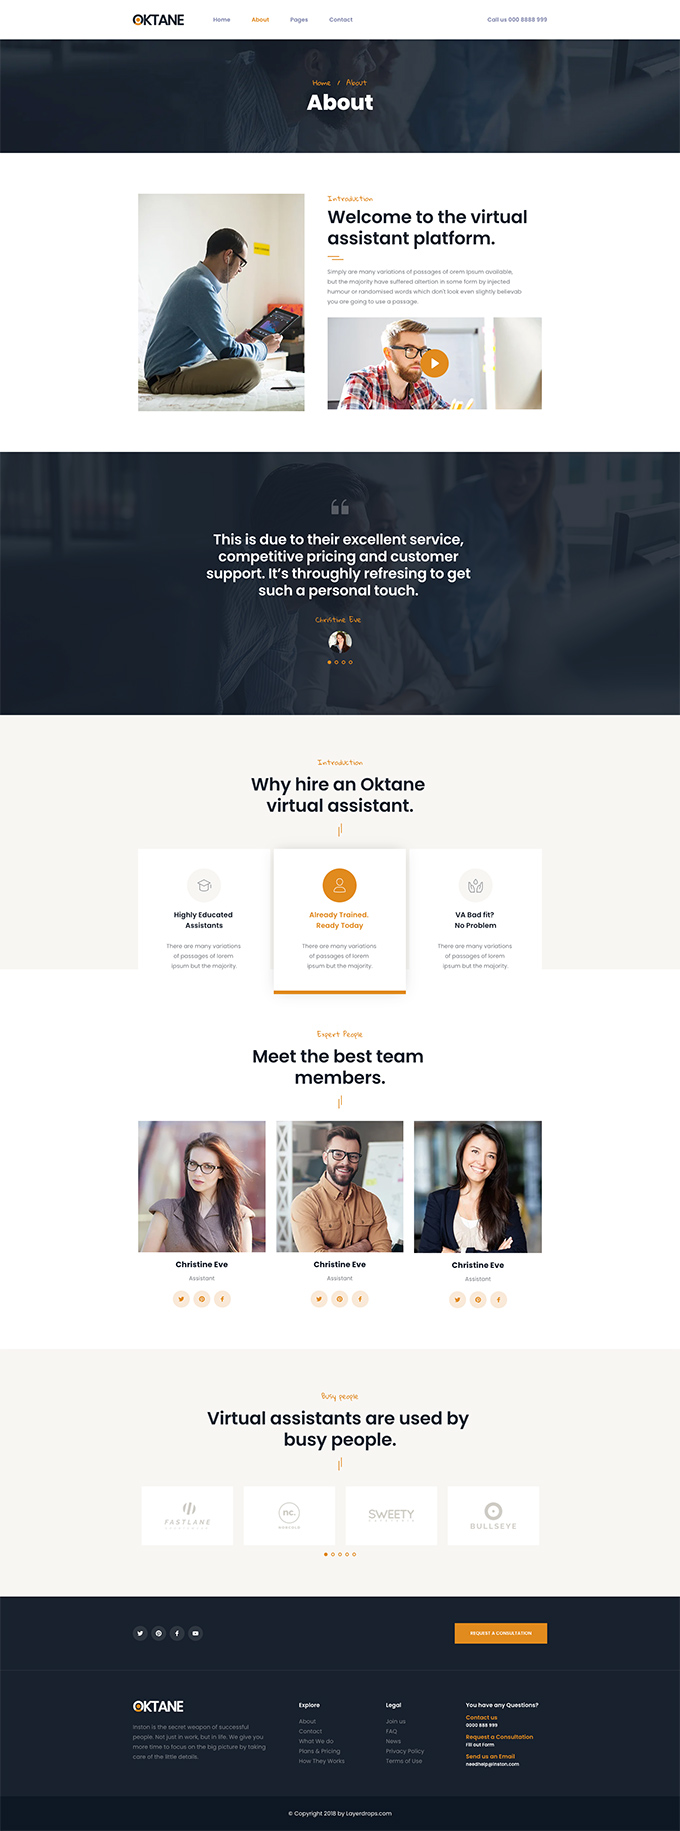 OKTANE
Home About Pages Contact
Call us 000 8888 999
Home / About
About
Introduction
Welcome to the virtual
assistant platform.
Simply are many variations of passages of orem Ipsum available,
but the majority have suffered altertion in some form by injected
humour or randomised words which don't look even slightly believab
you are going to use a passage.
This is due to their excellent service,
competitive pricing and customer
support. It's throughly refresing to get
such a personal touch.
Christine Eve
Introduction
Why hire an Oktane
virtual assistant.
Highly Educated
Assistants
There are many variations
of passages of lorem
ipsum but the majority.
Already Trained.
Ready Today
There are many variations
of passages of lorem
ipsum but the majority.
VA Bad fit?
No Problem
There are many variations
of passages of lorem
ipsum but the majority.
Expert People
Meet the best team
members.
Christine Eve
Assistant
Christine Eve
Assistant
Christine Eve
Assistant
Busy people
Virtual assistants are used by
busy people.
FASTLANE
nc.
SWEETY
BULLSEYE
REQUEST A CONSULTATION
OKTANE
Inston is the secret weapon of successful
people. Not just in work, but in life. We give you
more time to focus on the big picture by taking
care of the little details.
Explore
About
Contact
What We do
Plans & Pricing
How They Works
Legal
Join us
FAQ
News
Privacy Policy
Terms of Use
You have any Questions?
Contact us
0000 888 999
Request a Consultation
Fill out Form
Send us an Email
needhelp@inston.com
© Copyright 2018 by Layerdrops.com